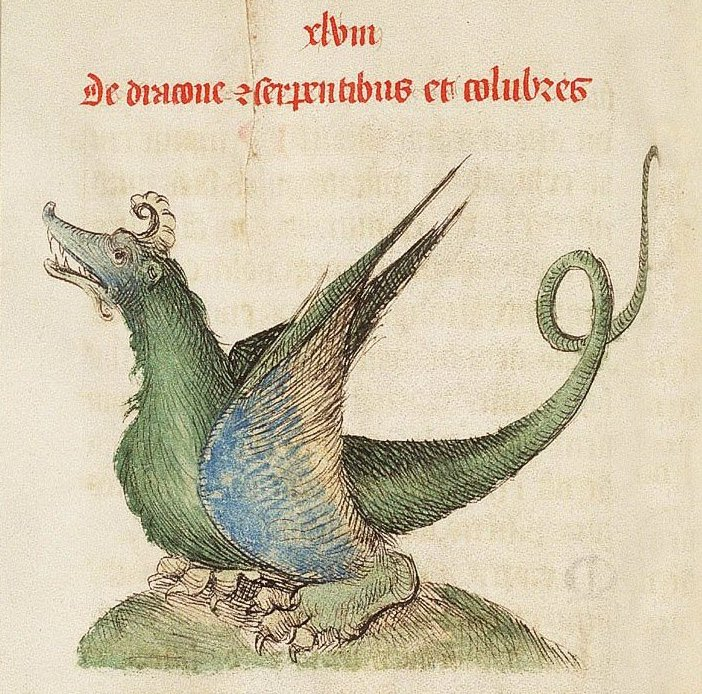 xlviii
De dracone ⁊ serpentibus et colubres